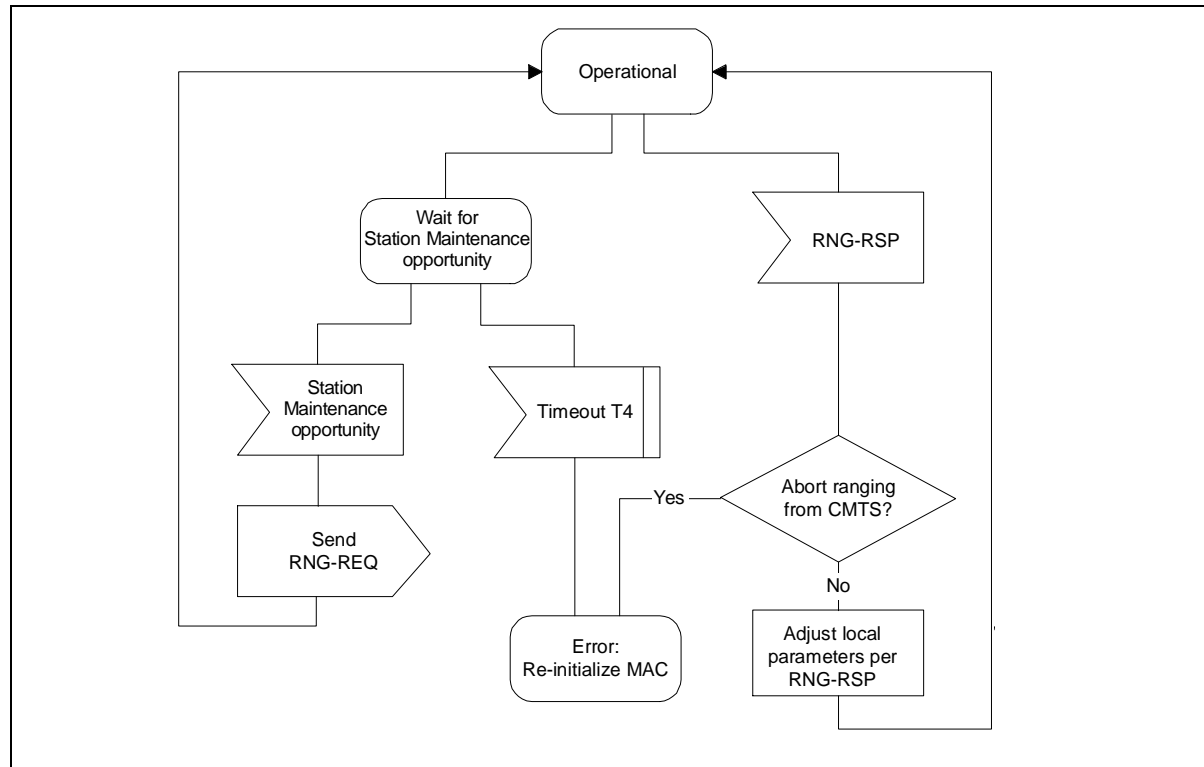 Operational
Wait for
Station Maintenance
opportunity
RNG-RSP
Station
Maintenance
opportunity
Timeout T4
Yes
Abort ranging
from CMTS?
Send
RNG-REQ
No
Error:
Re-initialize MAC
Adjust local
parameters per
RNG-RSP